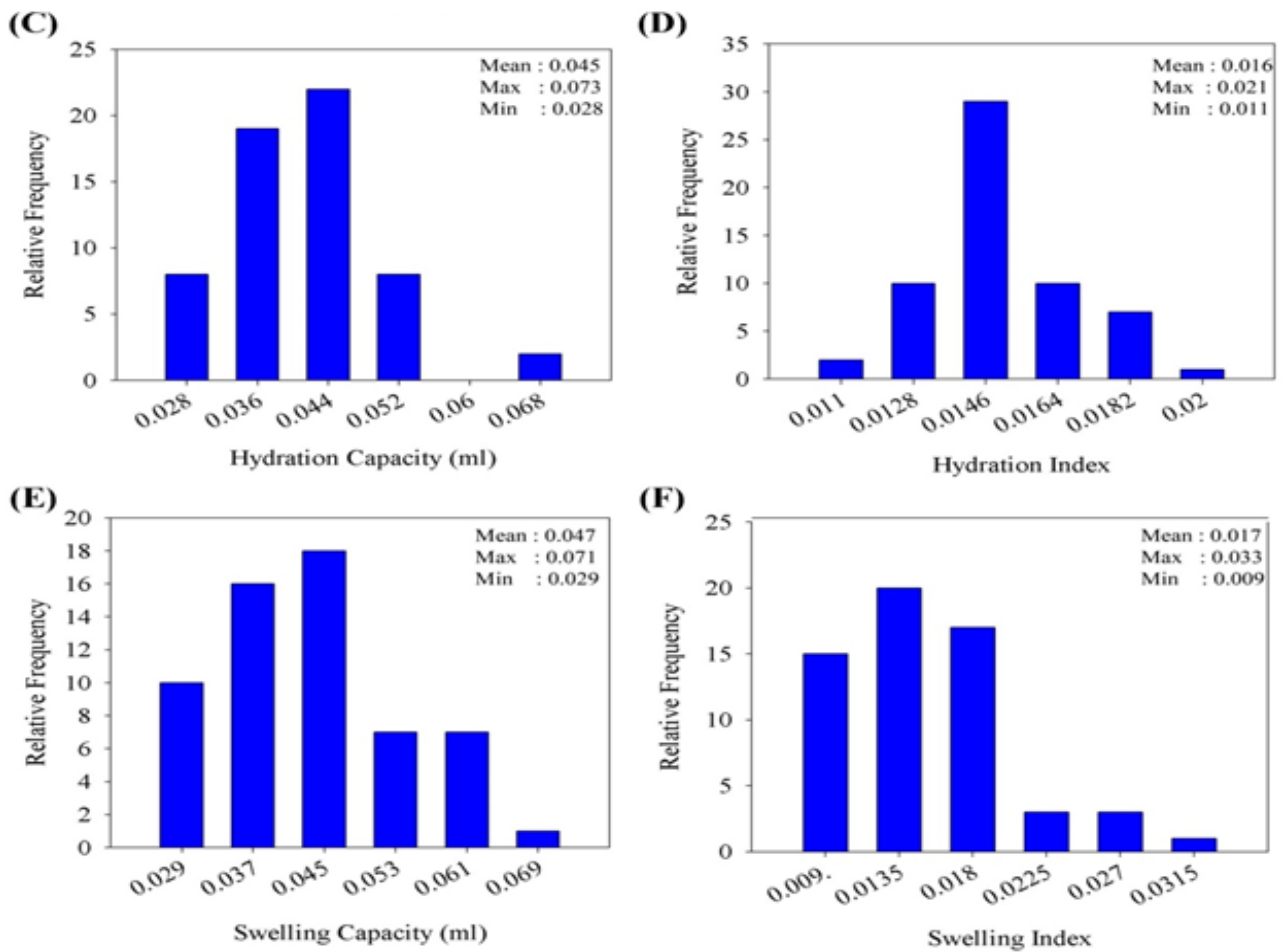 (C)
25
20
15
10
5
0
Relative Frequency
Mean : 0.045
Max : 0.073
Min : 0.028
0.028 0.036 0.044 0.052 0.06 0.068
Hydration Capacity (ml)
(D)
35
30
25
20
15
10
5
0
Relative Frequency
Mean : 0.016
Max : 0.021
Min : 0.011
0.011 0.0128 0.0146 0.0164 0.0182 0.02
Hydration Index
(E)
20
18
16
14
12
10
8
6
4
2
0
Relative Frequency
Mean : 0.047
Max : 0.071
Min : 0.029
0.029 0.037 0.045 0.053 0.061 0.069
Swelling Capacity (ml)
(F)
25
20
15
10
5
0
Relative Frequency
Mean : 0.017
Max : 0.033
Min : 0.009
0.009. 0.0135 0.018 0.0225 0.027 0.0315
Swelling Index